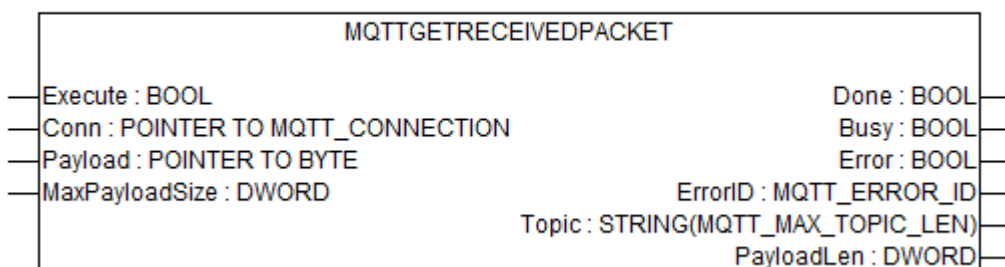 MQTTGETRECEIVEDPACKET
Execute : BOOL Done : BOOL
Conn : POINTER TO MQTT_CONNECTION Busy : BOOL
Payload : POINTER TO BYTE Error : BOOL
MaxPayloadSize : DWORD ErrorID : MQTT_ERROR_ID
Topic : STRING(MQTT_MAX_TOPIC_LEN)
PayloadLen : DWORD